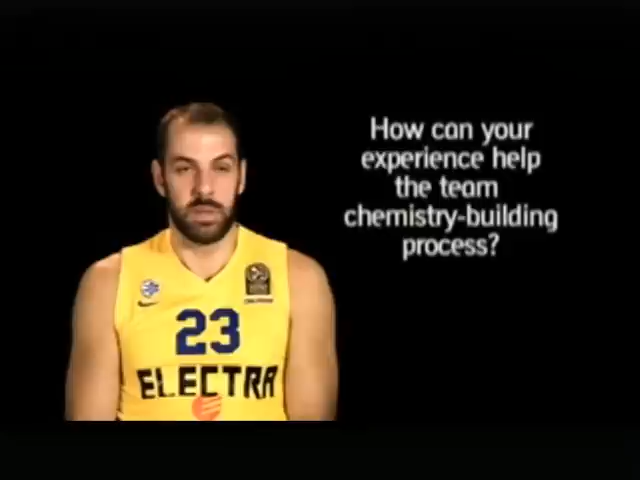 How can your
experience help
the team
chemistry-building
process?
23
ELECTRA